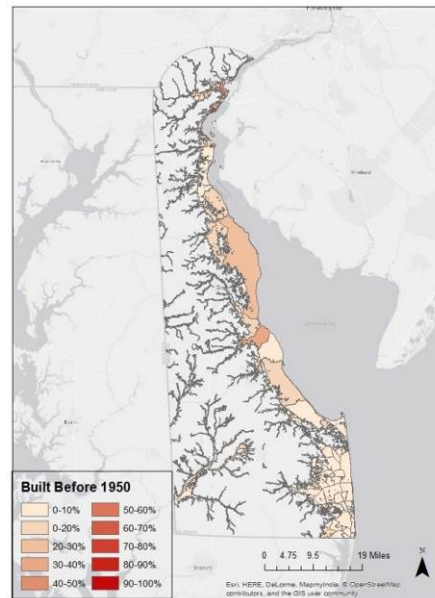 Built Before 1950
0-10%
0-20%
20-30%
30-40%
40-50%
50-60%
60-70%
70-80%
80-90%
90-100%
0 4.75 9.5 19 Miles
N
Esri, HERE, DeLorme, MapmyIndia, © OpenStreetMap
contributors, and the GIS user community